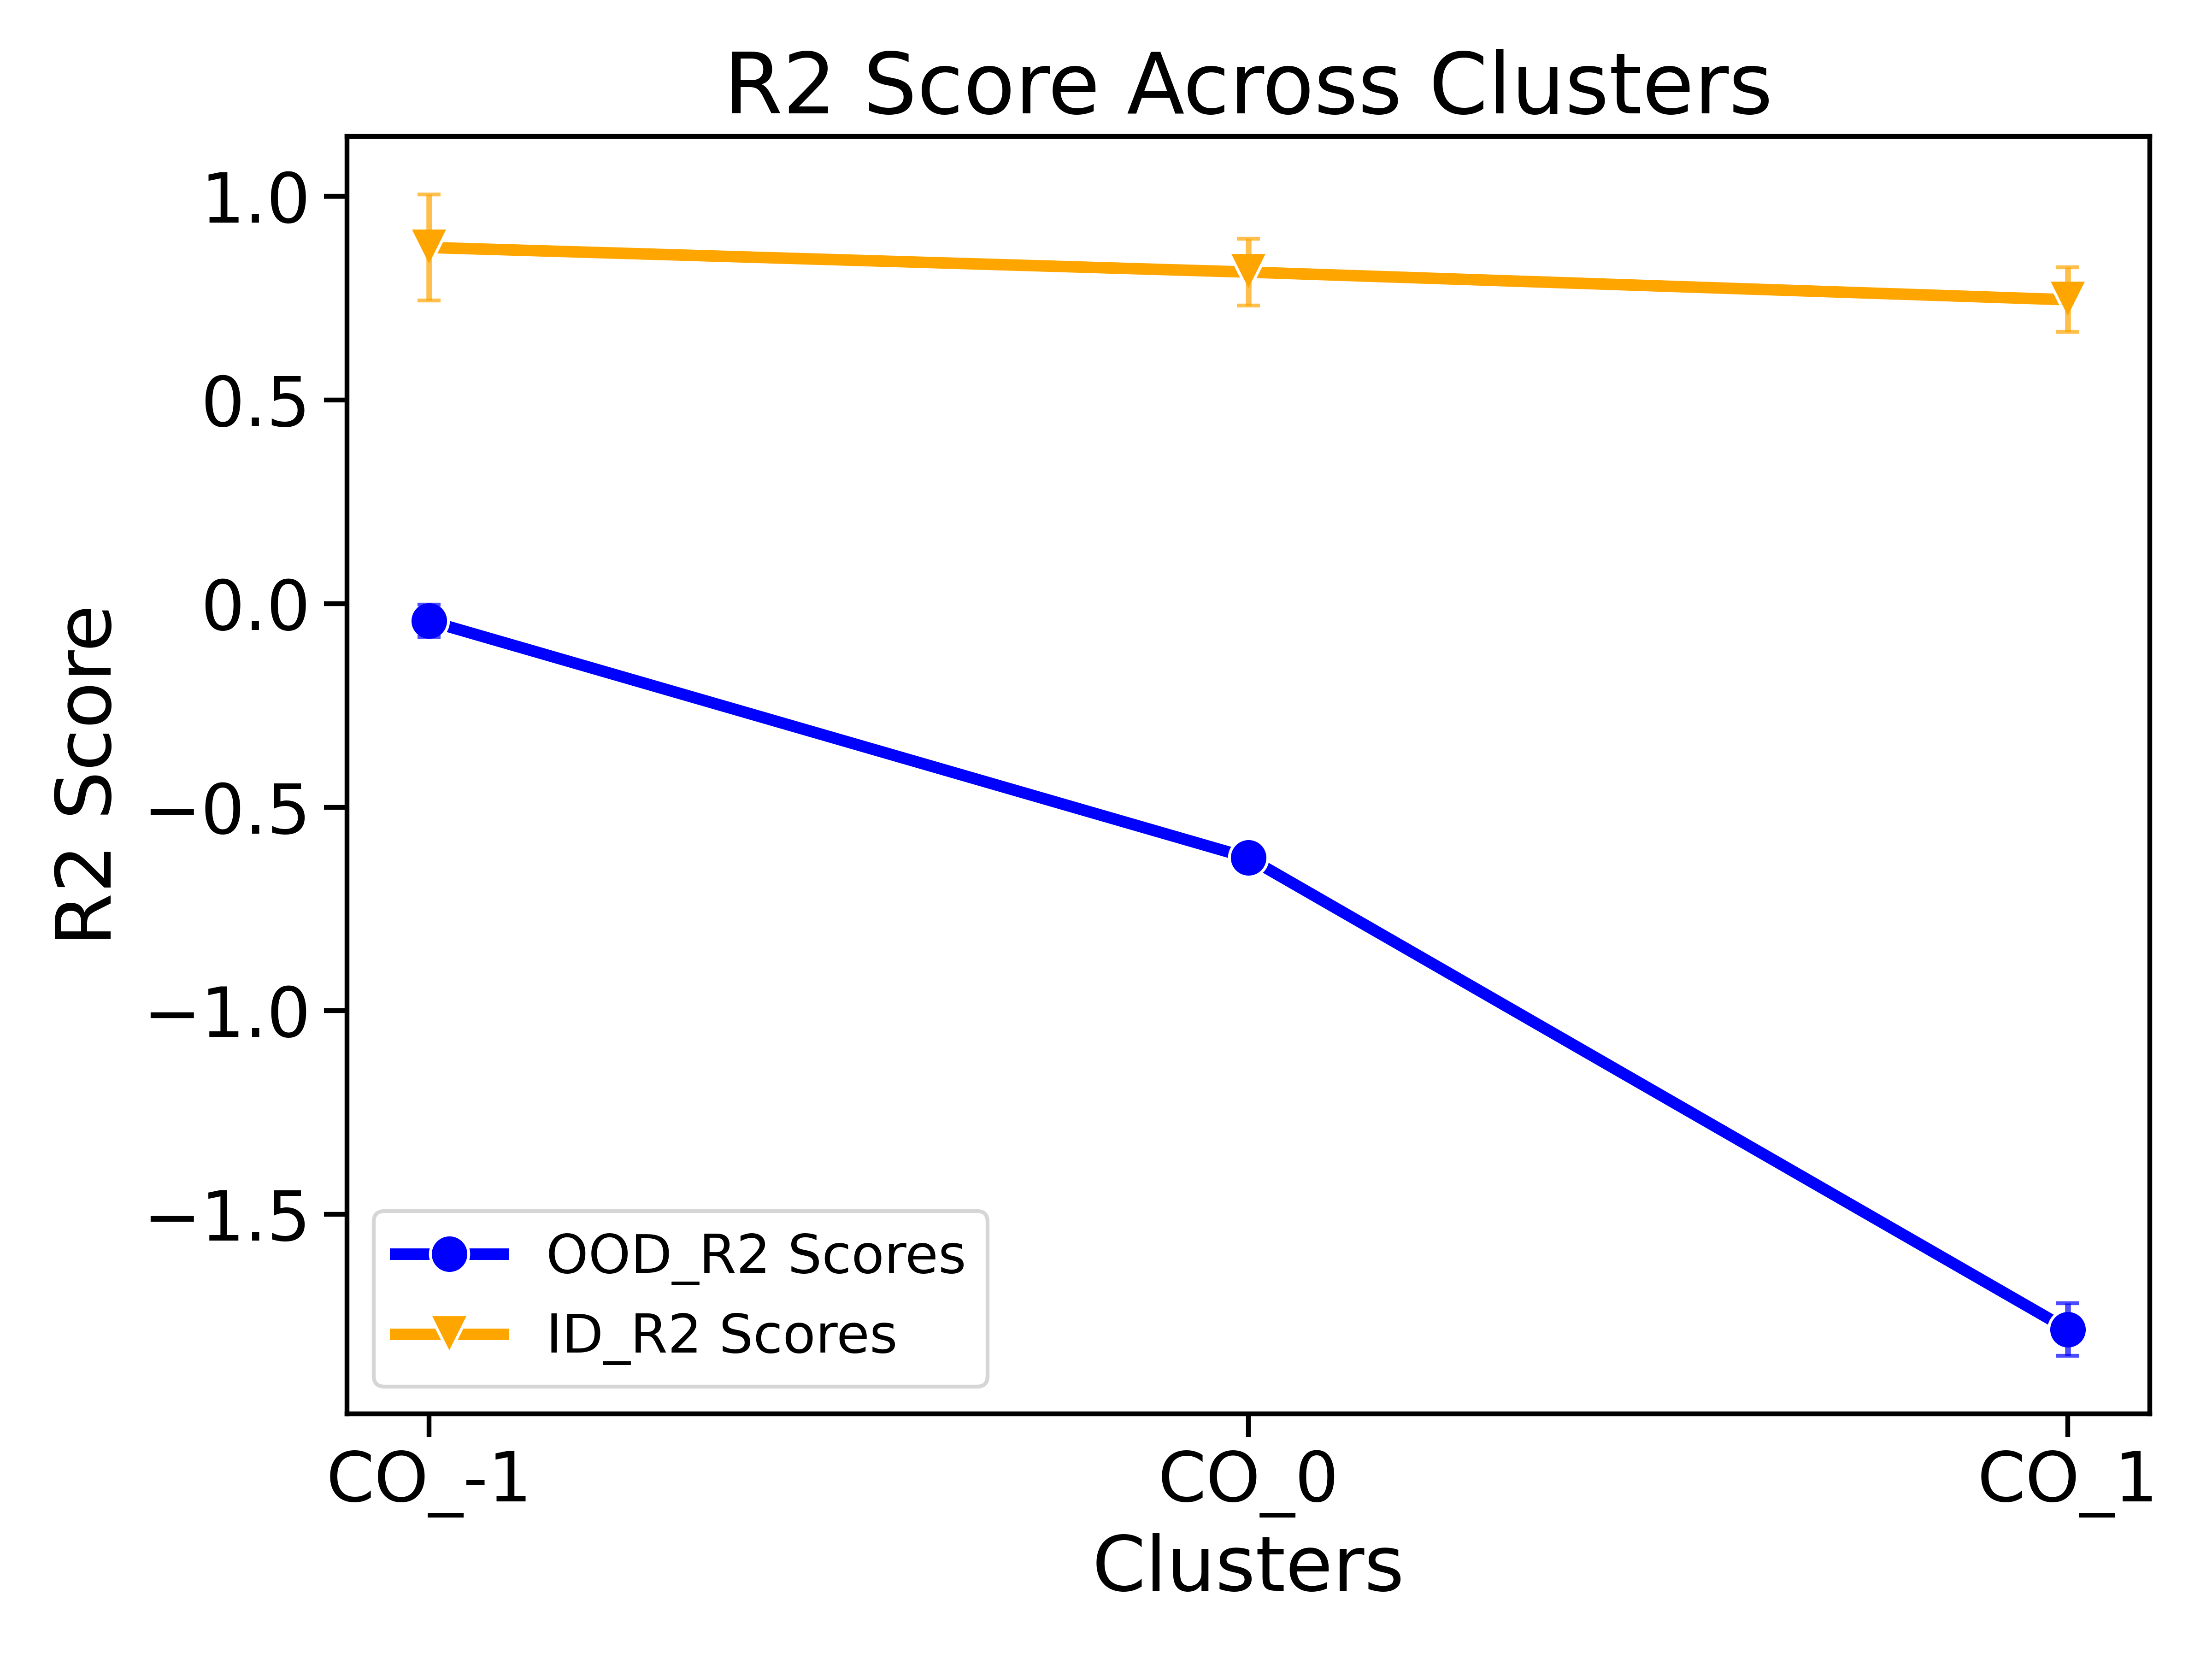 R2 Score Across Clusters
1.0
0.5
0.0
−0.5
−1.0
−1.5
R2 Score
OOD_R2 Scores
ID_R2 Scores
CO_-1 CO_0 CO_1
Clusters